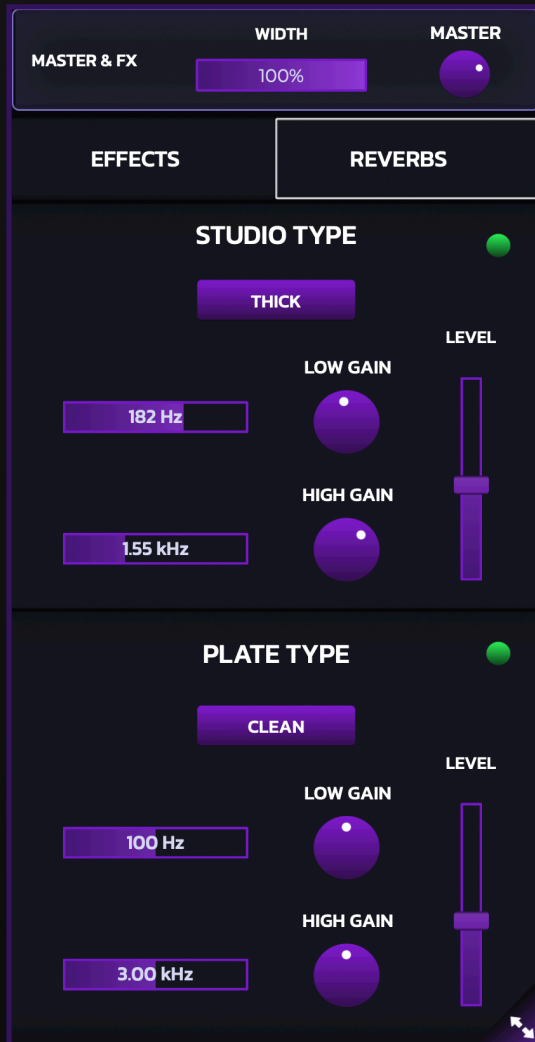 WIDTH
MASTER
MASTER & FX
100%
EFFECTS
REVERBS
STUDIO TYPE
THICK
LEVEL
LOW GAIN
182 Hz
HIGH GAIN
1.55 kHz
PLATE TYPE
CLEAN
LEVEL
LOW GAIN
100 Hz
HIGH GAIN
3.00 kHz